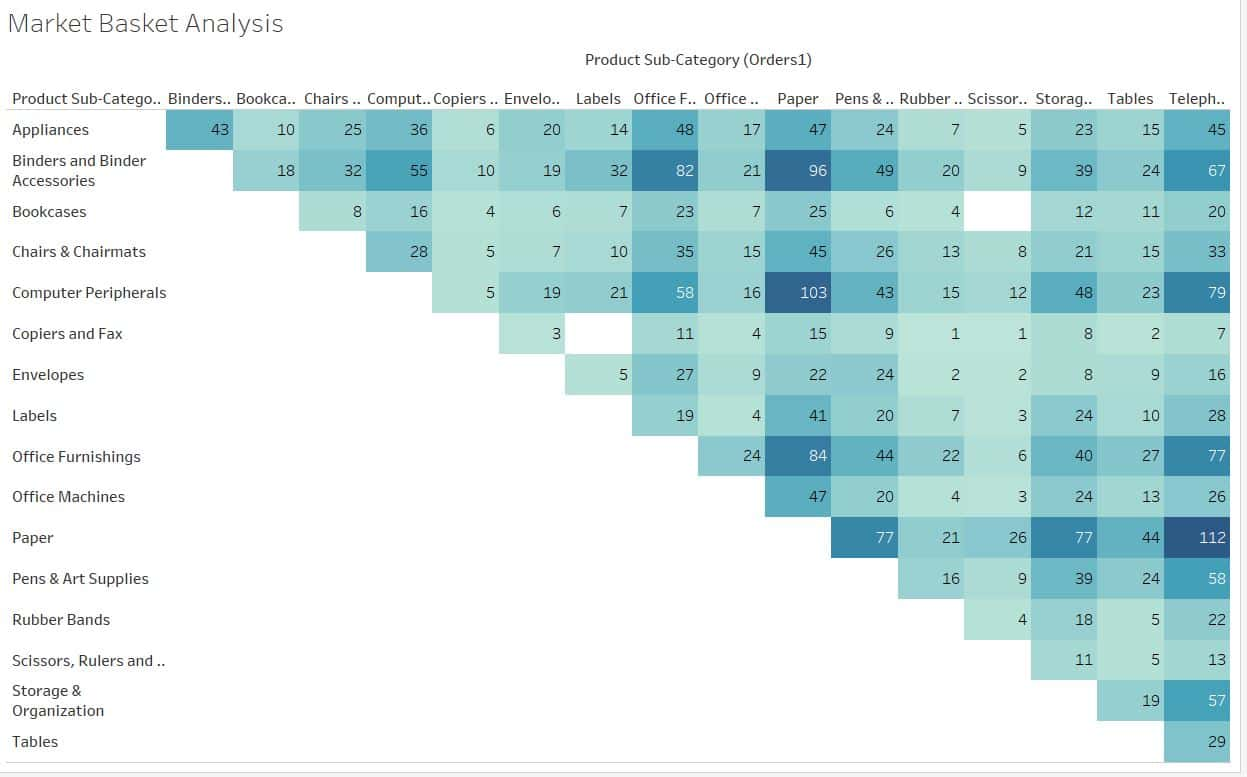 Market Basket Analysis
Product Sub-Category (Orders1)
Product Sub-Catego.. Binders.. Bookca.. Chairs .. Comput.. Copiers .. Envelo.. Labels Office F.. Office .. Paper Pens & .. Rubber .. Scissor.. Storag.. Tables Teleph..
Appliances 43 10 25 36 6 20 14 48 17 47 24 7 5 23 15 45
Binders and Binder
Accessories 18 32 55 10 19 32 82 21 96 49 20 9 39 24 67
Bookcases 8 16 4 6 7 23 7 25 6 4 12 11 20
Chairs & Chairmats 28 5 7 10 35 15 45 26 13 8 21 15 33
Computer Peripherals 5 19 21 58 16 103 43 15 12 48 23 79
Copiers and Fax 3 11 4 15 9 1 1 8 2 7
Envelopes 5 27 9 22 24 2 2 8 9 16
Labels 19 4 41 20 7 3 24 10 28
Office Furnishings 24 84 44 22 6 40 27 77
Office Machines 47 20 4 3 24 13 26
Paper 77 21 26 77 44 112
Pens & Art Supplies 16 9 39 24 58
Rubber Bands 4 18 5 22
Scissors, Rulers and .. 11 5 13
Storage &
Organization 19 57
Tables 29